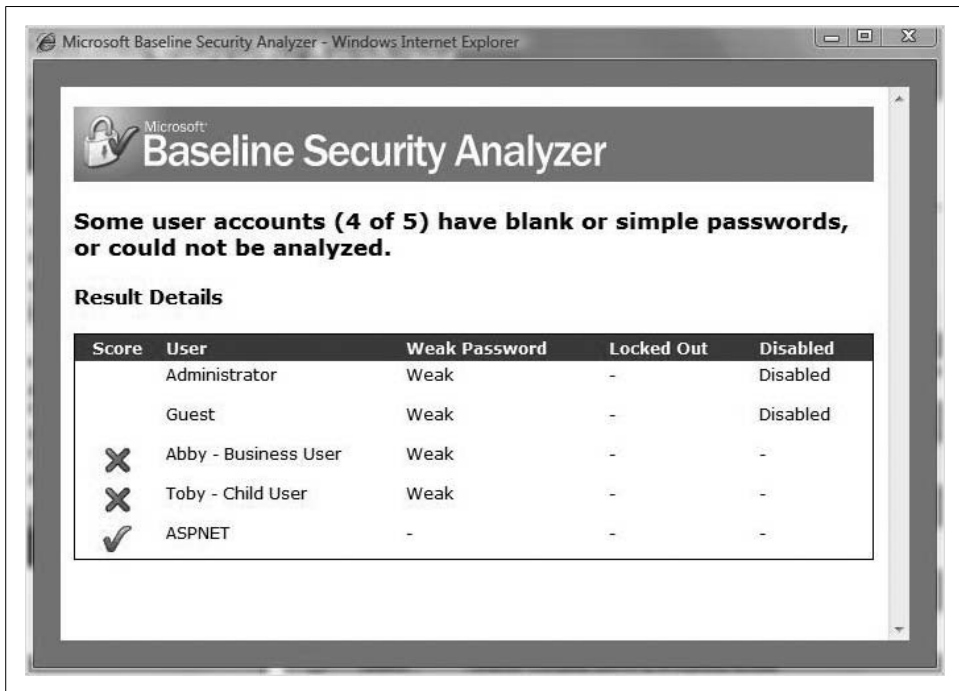 Microsoft Baseline Security Analyzer - Windows Internet Explorer
Microsoft
Baseline Security Analyzer
Some user accounts (4 of 5) have blank or simple passwords,
or could not be analyzed.
Result Details
Score User Weak Password Locked Out Disabled
Administrator Weak - Disabled
Guest Weak - Disabled
Abby - Business User Weak - -
Toby - Child User Weak - -
ASPNET - - -